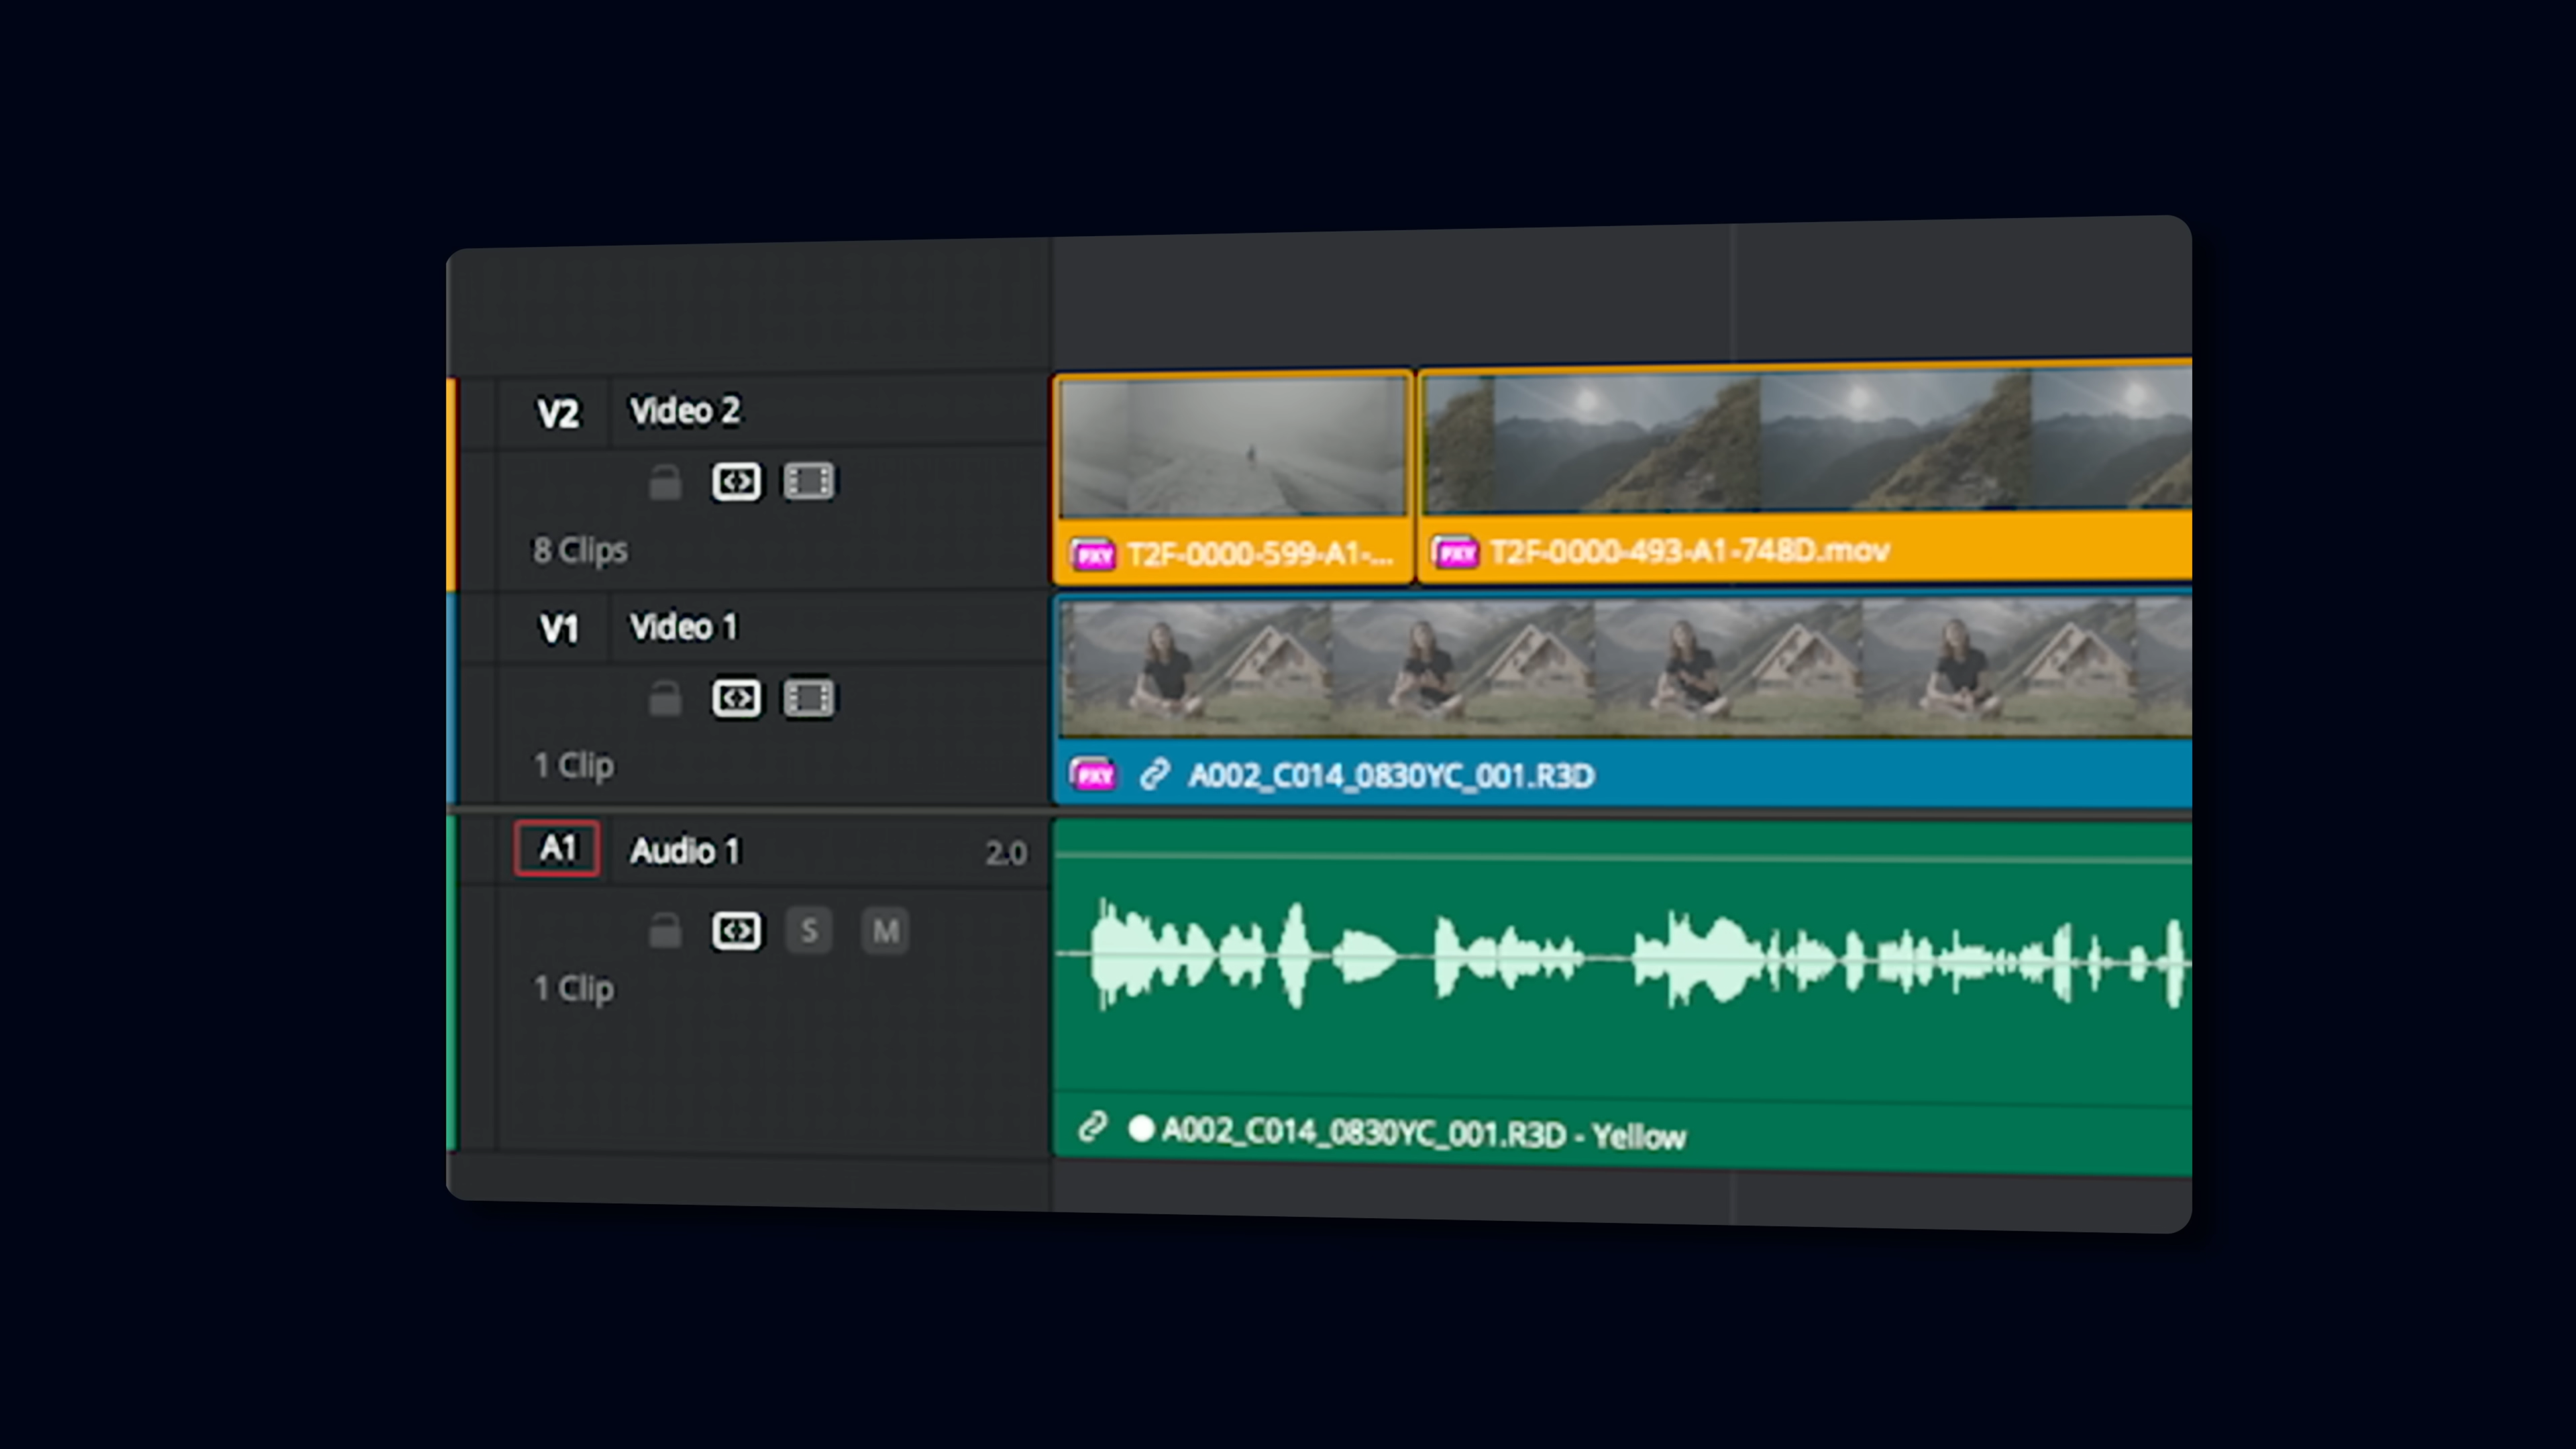 V2 Video 2
8 Clips
PXY T2F-0000-599-A1-...
PXY T2F-0000-493-A1-748D.mov
V1 Video 1
1 Clip
PXY A002_C014_0830YC_001.R3D
A1 Audio 1 2.0
S M
1 Clip
A002_C014_0830YC_001.R3D - Yellow